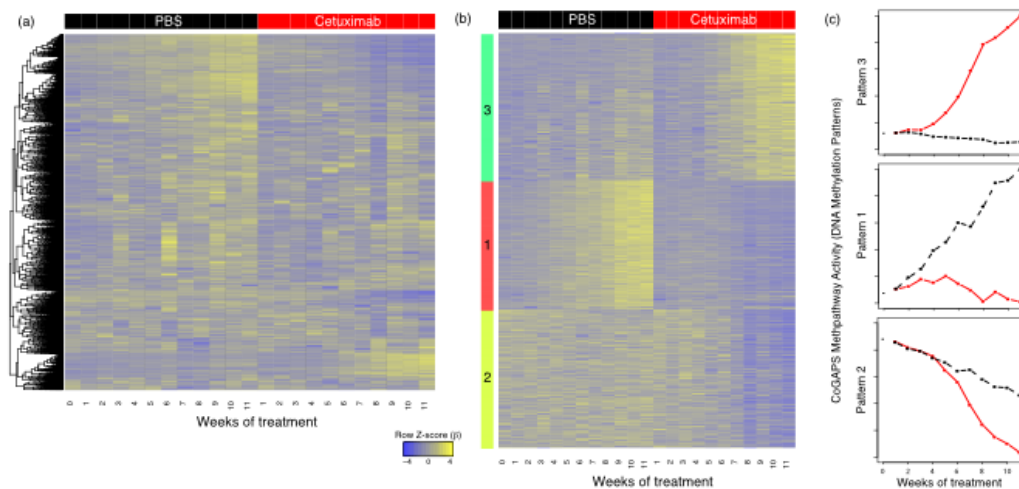 (a)
PBS
Cetuximab
0 1 2 3 4 5 6 7 8 9 10 11 1 2 3 4 5 6 7 8 9 10 11
Weeks of treatment
Row Z-score (β)
-4 0 4
(b)
PBS
Cetuximab
3
1
2
0 1 2 3 4 5 6 7 8 9 10 11 1 2 3 4 5 6 7 8 9 10 11
Weeks of treatment
(c)
CoGAPS Methpathway Activity (DNA Methylation Patterns)
Pattern 3
Pattern 1
Pattern 2
0 2 4 6 8 10
Weeks of treatment